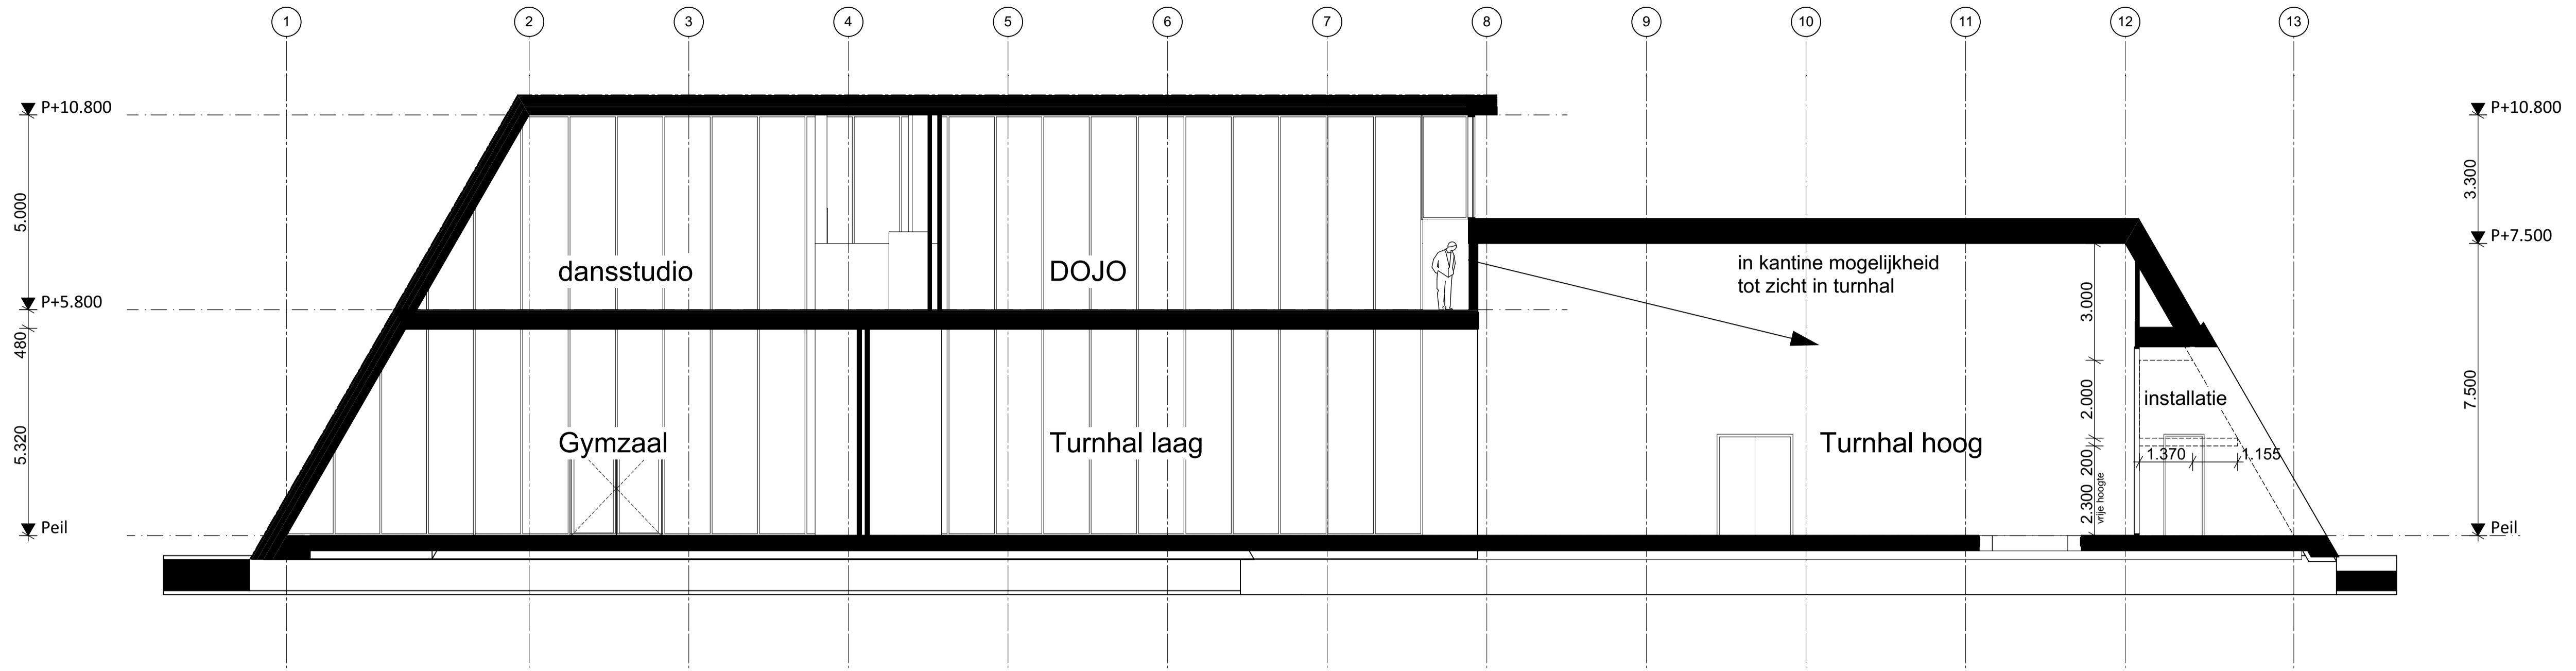 1 2 3 4 5 6 7 8 9 10 11 12 13
P+10.800
P+10.800
5.000
3.300
P+7.500
dansstudio
DOJO
in kantine mogelijkheid
tot zicht in turnhal
P+5.800
3.000
480
7.500
2.000
installatie
5.320
Gymzaal
Turnhal laag
Turnhal hoog
1.370
1.155
200
2.300
vrije hoogte
Peil
Peil